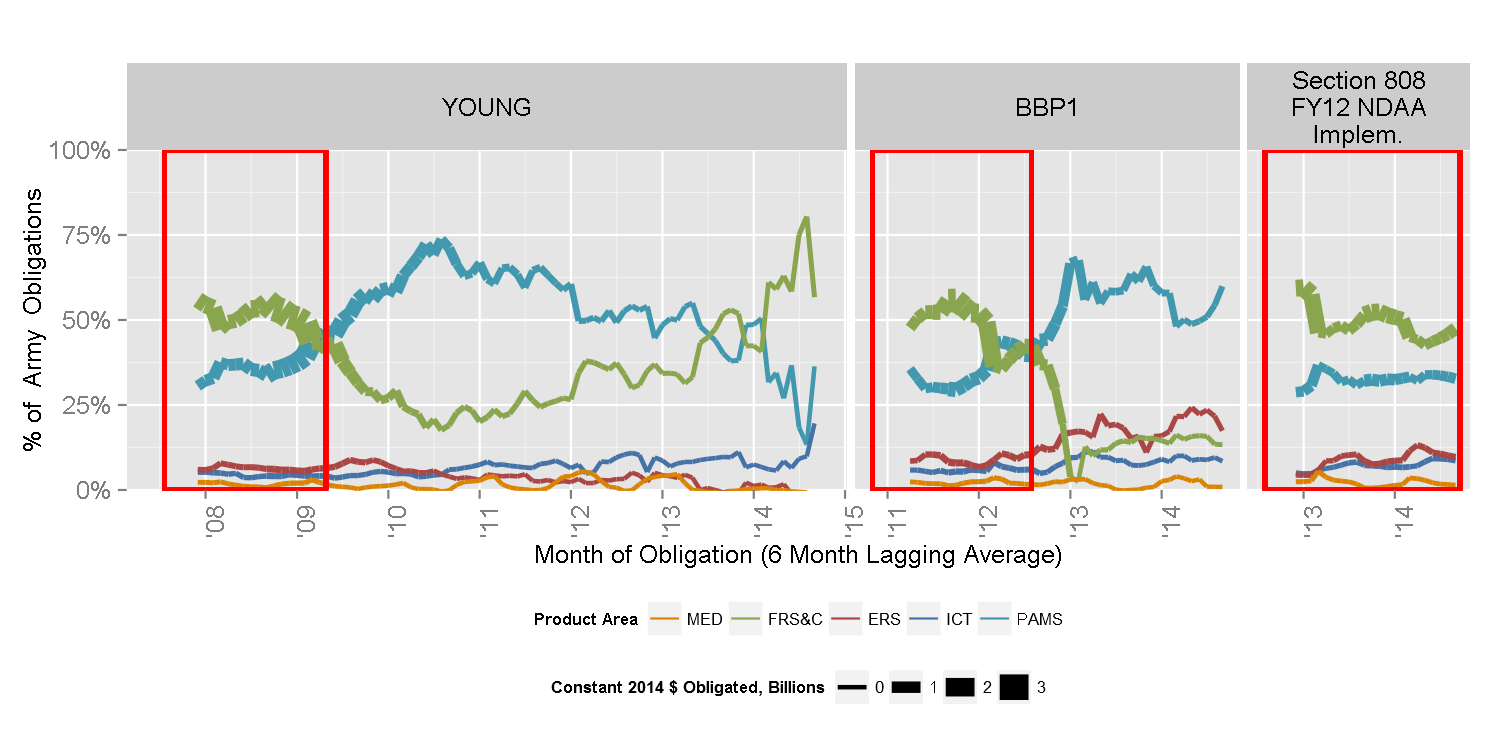 YOUNG
BBP1
Section 808
FY12 NDAA
Implem.
% of Army Obligations
100%
75%
50%
25%
0%
'08
'09
'10
'11
'12
'13
'14
'15
'11
'12
'13
'14
'13
'14
Month of Obligation (6 Month Lagging Average)
Product Area MED FRS&C ERS ICT PAMS
Constant 2014 $ Obligated, Billions 0 1 2 3